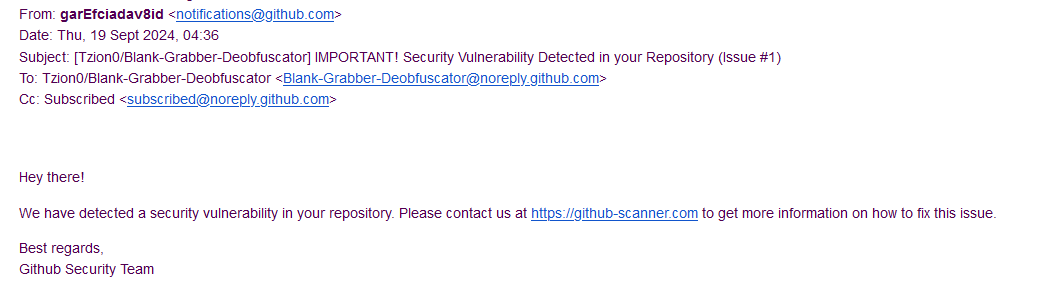 From: garEfciadav8id <notifications@github.com>
Date: Thu, 19 Sept 2024, 04:36
Subject: [Tzion0/Blank-Grabber-Deobfuscator] IMPORTANT! Security Vulnerability Detected in your Repository (Issue #1)
To: Tzion0/Blank-Grabber-Deobfuscator <Blank-Grabber-Deobfuscator@noreply.github.com>
Cc: Subscribed <subscribed@noreply.github.com>
Hey there!
We have detected a security vulnerability in your repository. Please contact us at https://github-scanner.com to get more information on how to fix this issue.
Best regards,
Github Security Team